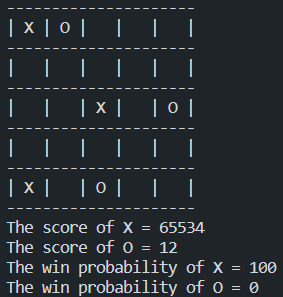 ---------------------
| X | O |   |   |   |
---------------------
|   |   |   |   |   |
---------------------
|   |   | X |   | O |
---------------------
|   |   |   |   |   |
---------------------
| X |   | O |   |   |
---------------------
The score of X = 65534
The score of O = 12
The win probability of X = 100
The win probability of O = 0